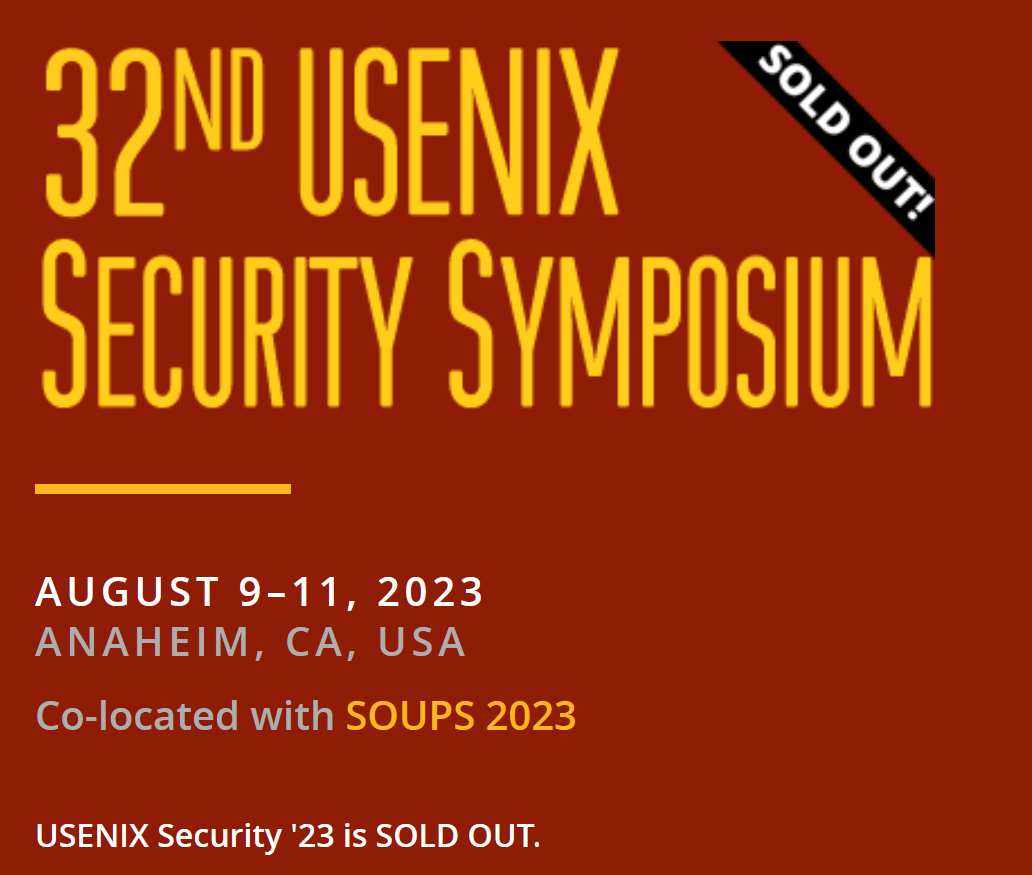 32ND USENIX
SOLD OUT!
SECURITY SYMPOSIUM
AUGUST 9–11, 2023
ANAHEIM, CA, USA
Co-located with SOUPS 2023
USENIX Security '23 is SOLD OUT.